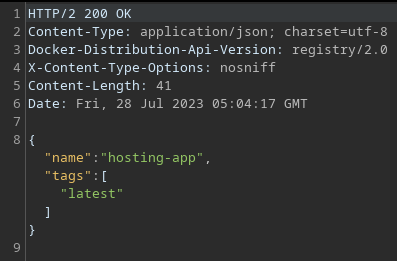 1 HTTP/2 200 OK
2 Content-Type: application/json; charset=utf-8
3 Docker-Distribution-Api-Version: registry/2.0
4 X-Content-Type-Options: nosniff
5 Content-Length: 41
6 Date: Fri, 28 Jul 2023 05:04:17 GMT
7
8 {
"name":"hosting-app",
"tags":[
"latest"
]
}
9